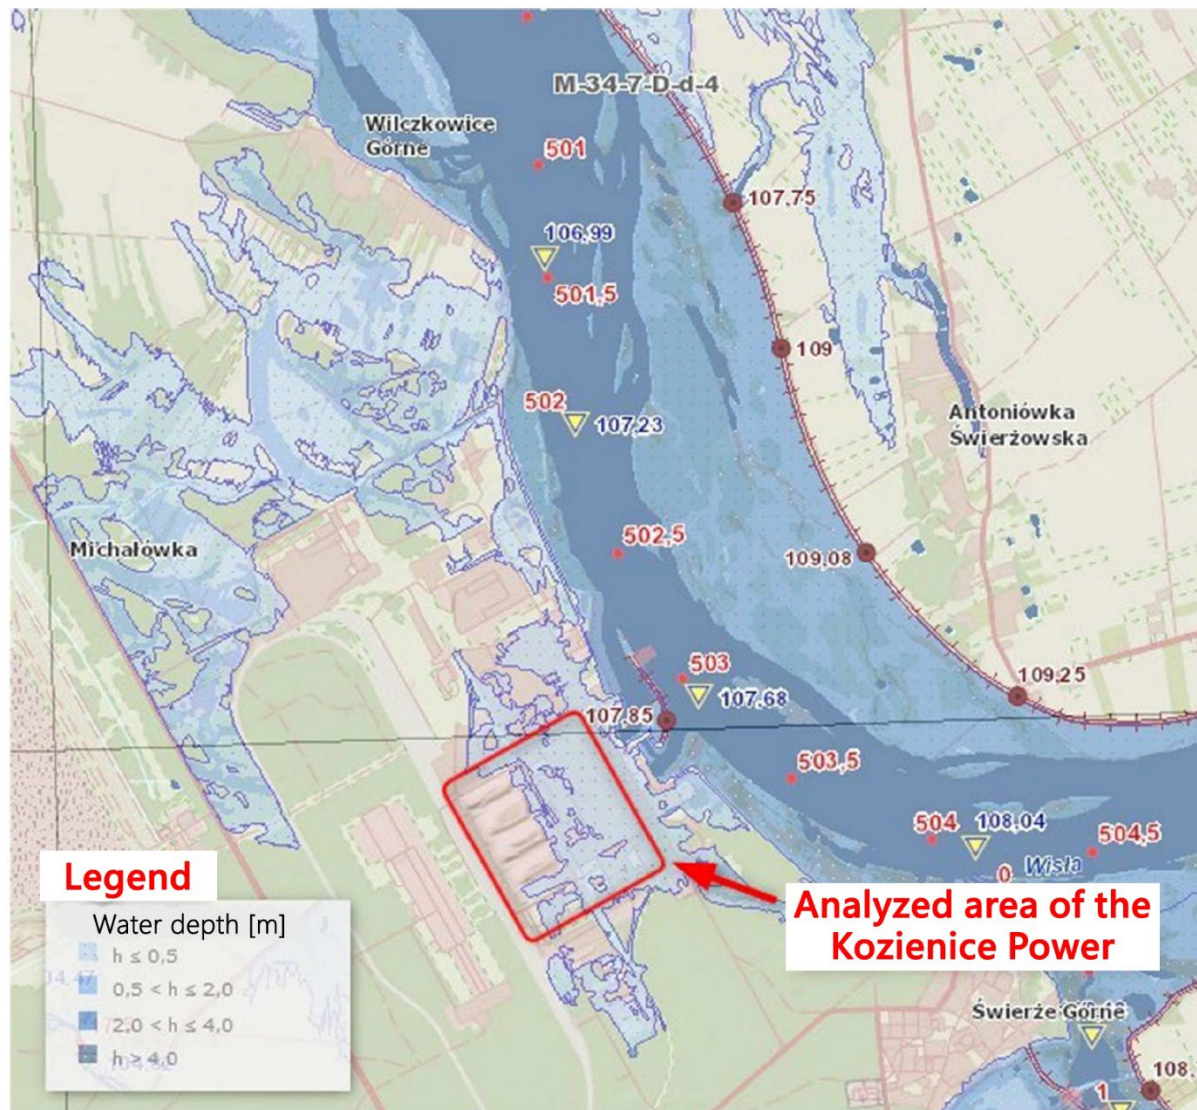 M-34-7-D-d-4
Wilczkowice
Górne
501
107,75
106,99
501,5
109
502
107,23
Antoniówka
Świerżowska
502,5
Michałówka
109,08
503
107,68
109,25
107,85
503,5
504
108,04
504,5
0
Wisła
Legend
Water depth [m]
h ≤ 0,5
0,5 < h ≤ 2,0
2,0 < h ≤ 4,0
h > 4,0
Analyzed area of the
Kozienice Power
Świerże Górne
108,
1